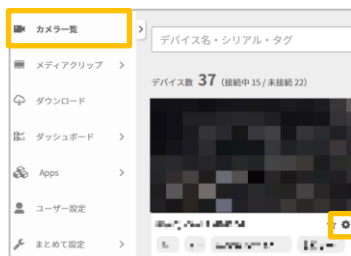 カメラ一覧
メディアクリップ
ダウンロード
ダッシュボード
Apps
ユーザー設定
まとめて設定
デバイス名・シリアル・タグ
デバイス数 37 (接続中 15 / 未接続 22)